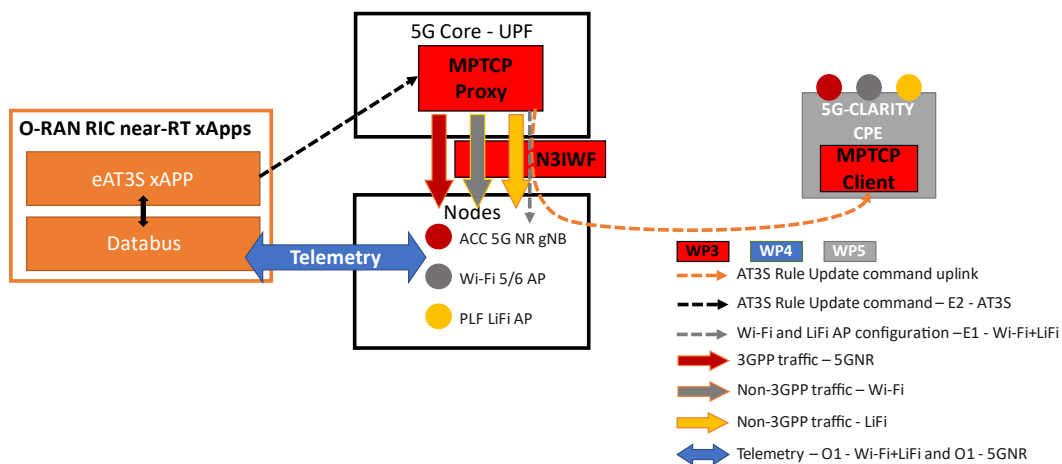 5G Core - UPF
MPTCP
Proxy
O-RAN RIC near-RT xApps
eAT3S xAPP
Databus
Telemetry
N3IWF
Nodes
ACC 5G NR gNB
Wi-Fi 5/6 AP
PLF LiFi AP
5G-CLARITY
CPE
MPTCP
Client
WP3 WP4 WP5
AT3S Rule Update command uplink
AT3S Rule Update command – E2 - AT3S
Wi-Fi and LiFi AP configuration –E1 - Wi-Fi+LiFi
3GPP traffic – 5GNR
Non-3GPP traffic – Wi-Fi
Non-3GPP traffic - LiFi
Telemetry – O1 - Wi-Fi+LiFi and O1 - 5GNR